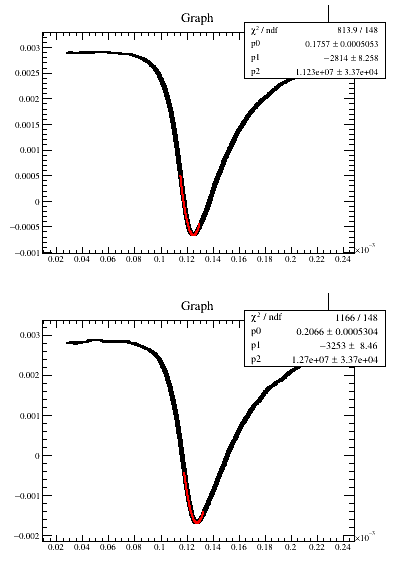 Graph
χ² / ndf 813.9 / 148
p0 0.1757 ± 0.0005053
p1 −2814 ± 8.258
p2 1.123e+07 ± 3.37e+04
0.003
0.0025
0.002
0.0015
0.001
0.0005
0
−0.0005
−0.001
0.02 0.04 0.06 0.08 0.1 0.12 0.14 0.16 0.18 0.2 0.22 0.24
×10⁻³
Graph
χ² / ndf 1166 / 148
p0 0.2066 ± 0.0005304
p1 −3253 ± 8.46
p2 1.27e+07 ± 3.37e+04
0.003
0.002
0.001
0
−0.001
−0.002
0.02 0.04 0.06 0.08 0.1 0.12 0.14 0.16 0.18 0.2 0.22 0.24
×10⁻³